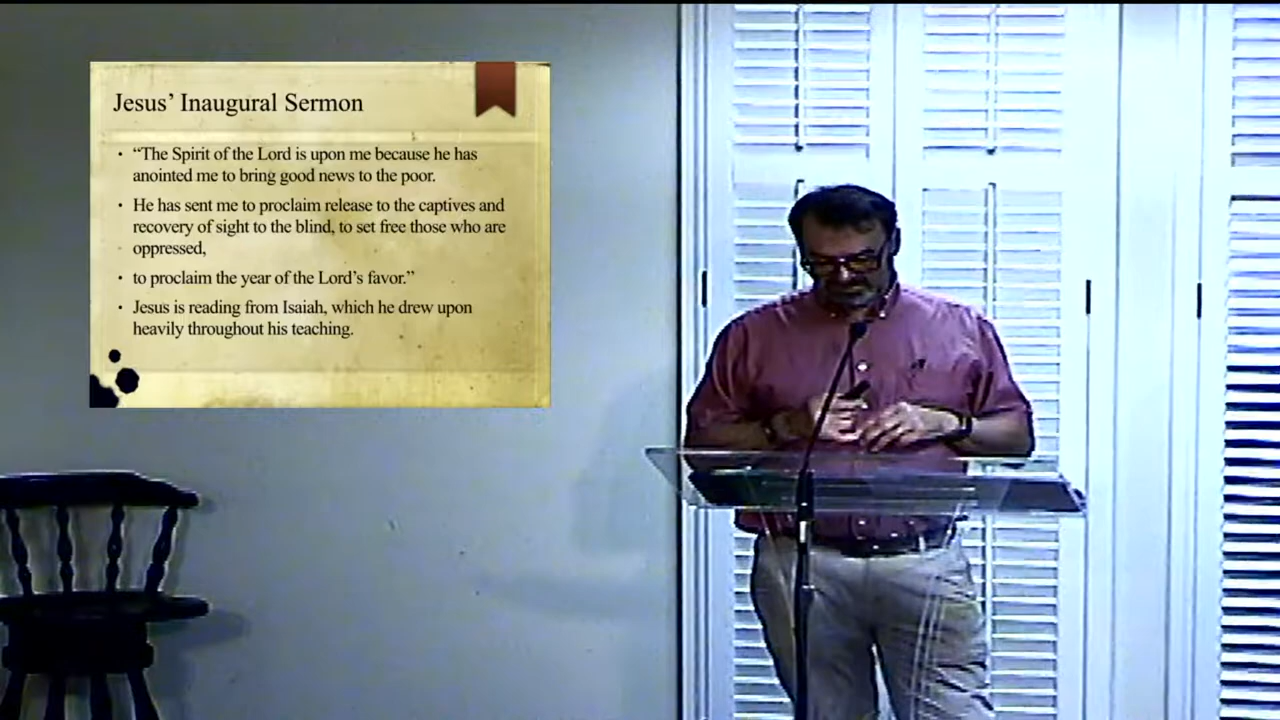 Jesus’ Inaugural Sermon
• “The Spirit of the Lord is upon me because he has
anointed me to bring good news to the poor.
• He has sent me to proclaim release to the captives and
recovery of sight to the blind, to set free those who are
oppressed,
• to proclaim the year of the Lord’s favor.”
• Jesus is reading from Isaiah, which he drew upon
heavily throughout his teaching.